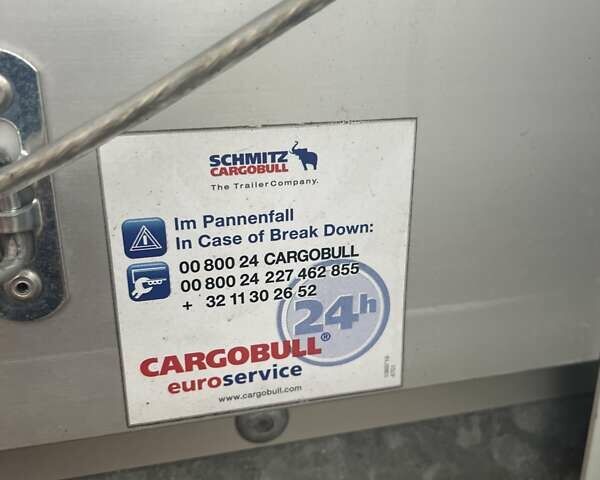 SCHMITZ
CARGOBULL
The TrailerCompany.
Im Pannenfall
In Case of Break Down:
00 800 24 CARGOBULL
00 800 24 227 462 855
+ 32 11 30 26 52
24h
CARGOBULL®
euroservice
www.cargobull.com